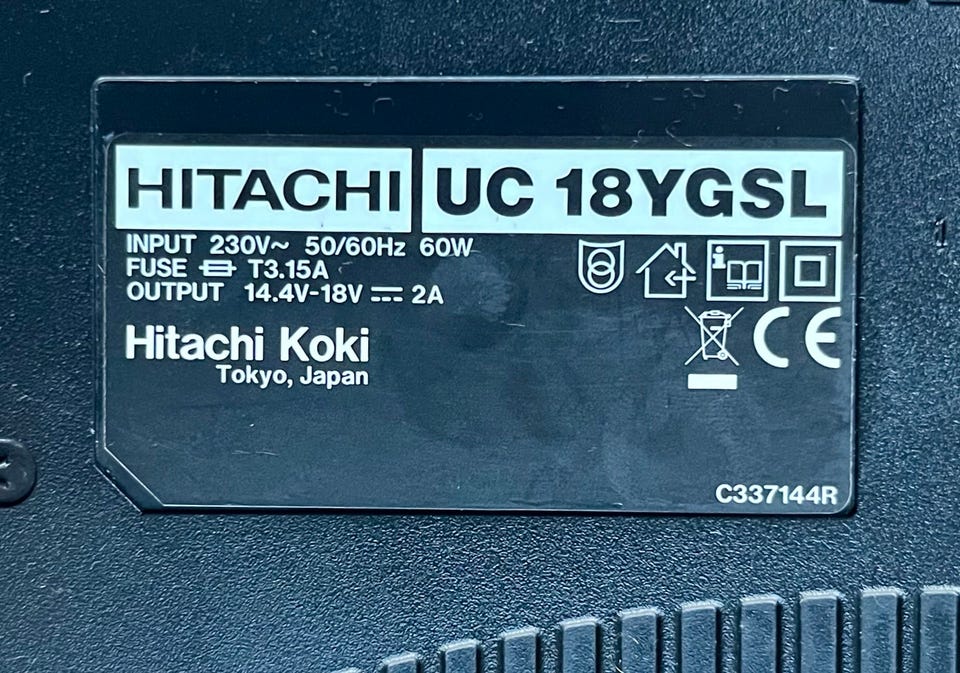 HITACHI UC 18YGSL
INPUT 230V~ 50/60Hz 60W
FUSE T3.15A
OUTPUT 14.4V-18V ⎓ 2A
Hitachi Koki
Tokyo, Japan
i
CE
C337144R
1